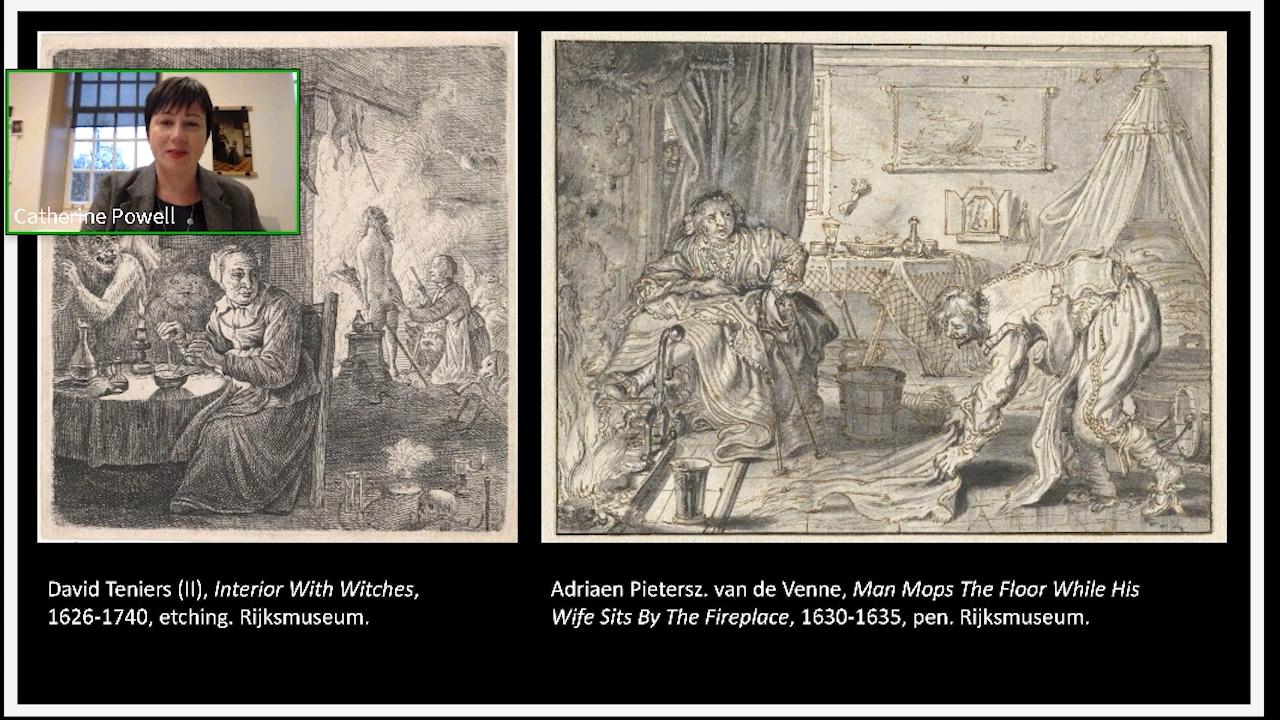 Catherine Powell
David Teniers (II), Interior With Witches,
1626-1740, etching. Rijksmuseum.
Adriaen Pietersz. van de Venne, Man Mops The Floor While His
Wife Sits By The Fireplace, 1630-1635, pen. Rijksmuseum.